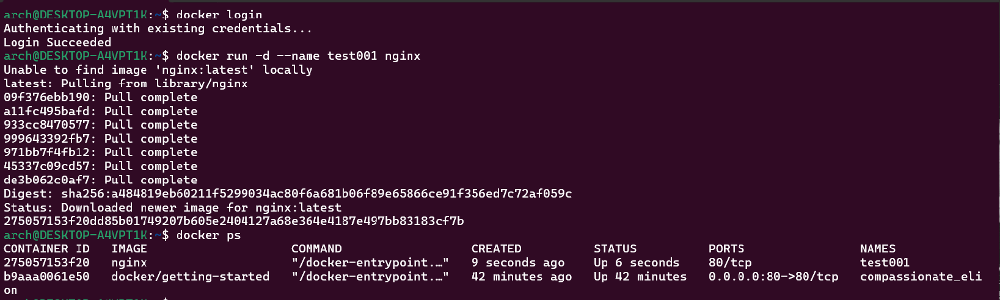 arch@DESKTOP-A4VPT1K:~$ docker login
Authenticating with existing credentials...
Login Succeeded
arch@DESKTOP-A4VPT1K:~$ docker run -d --name test001 nginx
Unable to find image 'nginx:latest' locally
latest: Pulling from library/nginx
09f376ebb190: Pull complete
a11fc495bafd: Pull complete
933cc8470577: Pull complete
999643392fb7: Pull complete
971bb7f4fb12: Pull complete
45337c09cd57: Pull complete
de3b062c0af7: Pull complete
Digest: sha256:a484819eb60211f5299034ac80f6a681b06f89e65866ce91f356ed7c72af059c
Status: Downloaded newer image for nginx:latest
275057153f20dd85b01749207b605e2404127a68e364e4187e497bb83183cf7b
arch@DESKTOP-A4VPT1K:~$ docker ps
CONTAINER ID   IMAGE                    COMMAND                  CREATED          STATUS          PORTS                NAMES
275057153f20   nginx                    "/docker-entrypoint.…"   9 seconds ago    Up 6 seconds    80/tcp               test001
b9aaa0061e50   docker/getting-started   "/docker-entrypoint.…"   42 minutes ago   Up 42 minutes   0.0.0.0:80->80/tcp   compassionate_eli
on